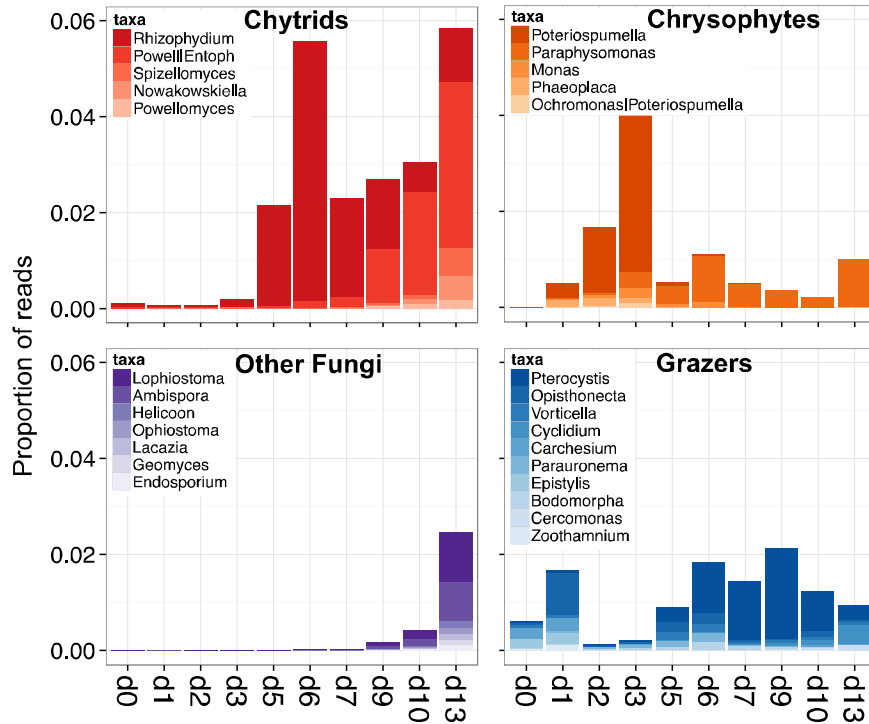 Proportion of reads
Chytrids
taxa
Rhizophydium
Powell|Entoph
Spizellomyces
Nowakowskiella
Powellomyces
0.06
0.04
0.02
0.00
Chrysophytes
taxa
Poteriospumella
Paraphysomonas
Monas
Phaeoplaca
Ochromonas|Poteriospumella
Other Fungi
taxa
Lophiostoma
Ambispora
Helicoon
Ophiostoma
Lacazia
Geomyces
Endosporium
0.06
0.04
0.02
0.00
d0 d1 d2 d3 d5 d6 d7 d9 d10 d13
Grazers
taxa
Pterocystis
Opisthonecta
Vorticella
Cyclidium
Carchesium
Parauronema
Epistylis
Bodomorpha
Cercomonas
Zoothamnium
d0 d1 d2 d3 d5 d6 d7 d9 d10 d13